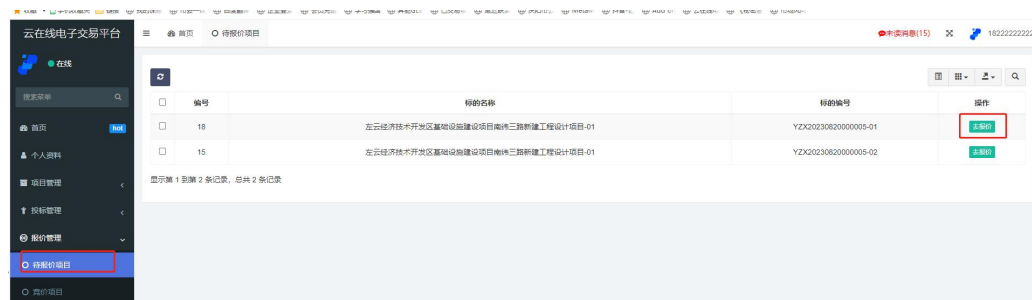 云在线电子交易平台
首页
待报价项目
未读消息(15)
1822222222
在线
搜索菜单
编号
标的名称
标的编号
操作
首页
hot
18
左云经济技术开发区基础设施建设项目南纬三路新建工程设计项目-01
YZX20230820000005-01
去报价
个人资料
15
左云经济技术开发区基础设施建设项目南纬三路新建工程设计项目-01
YZX20230820000005-02
去报价
项目管理
显示第 1 到第 2 条记录，总共 2 条记录
投标管理
报价管理
待报价项目
竞价项目